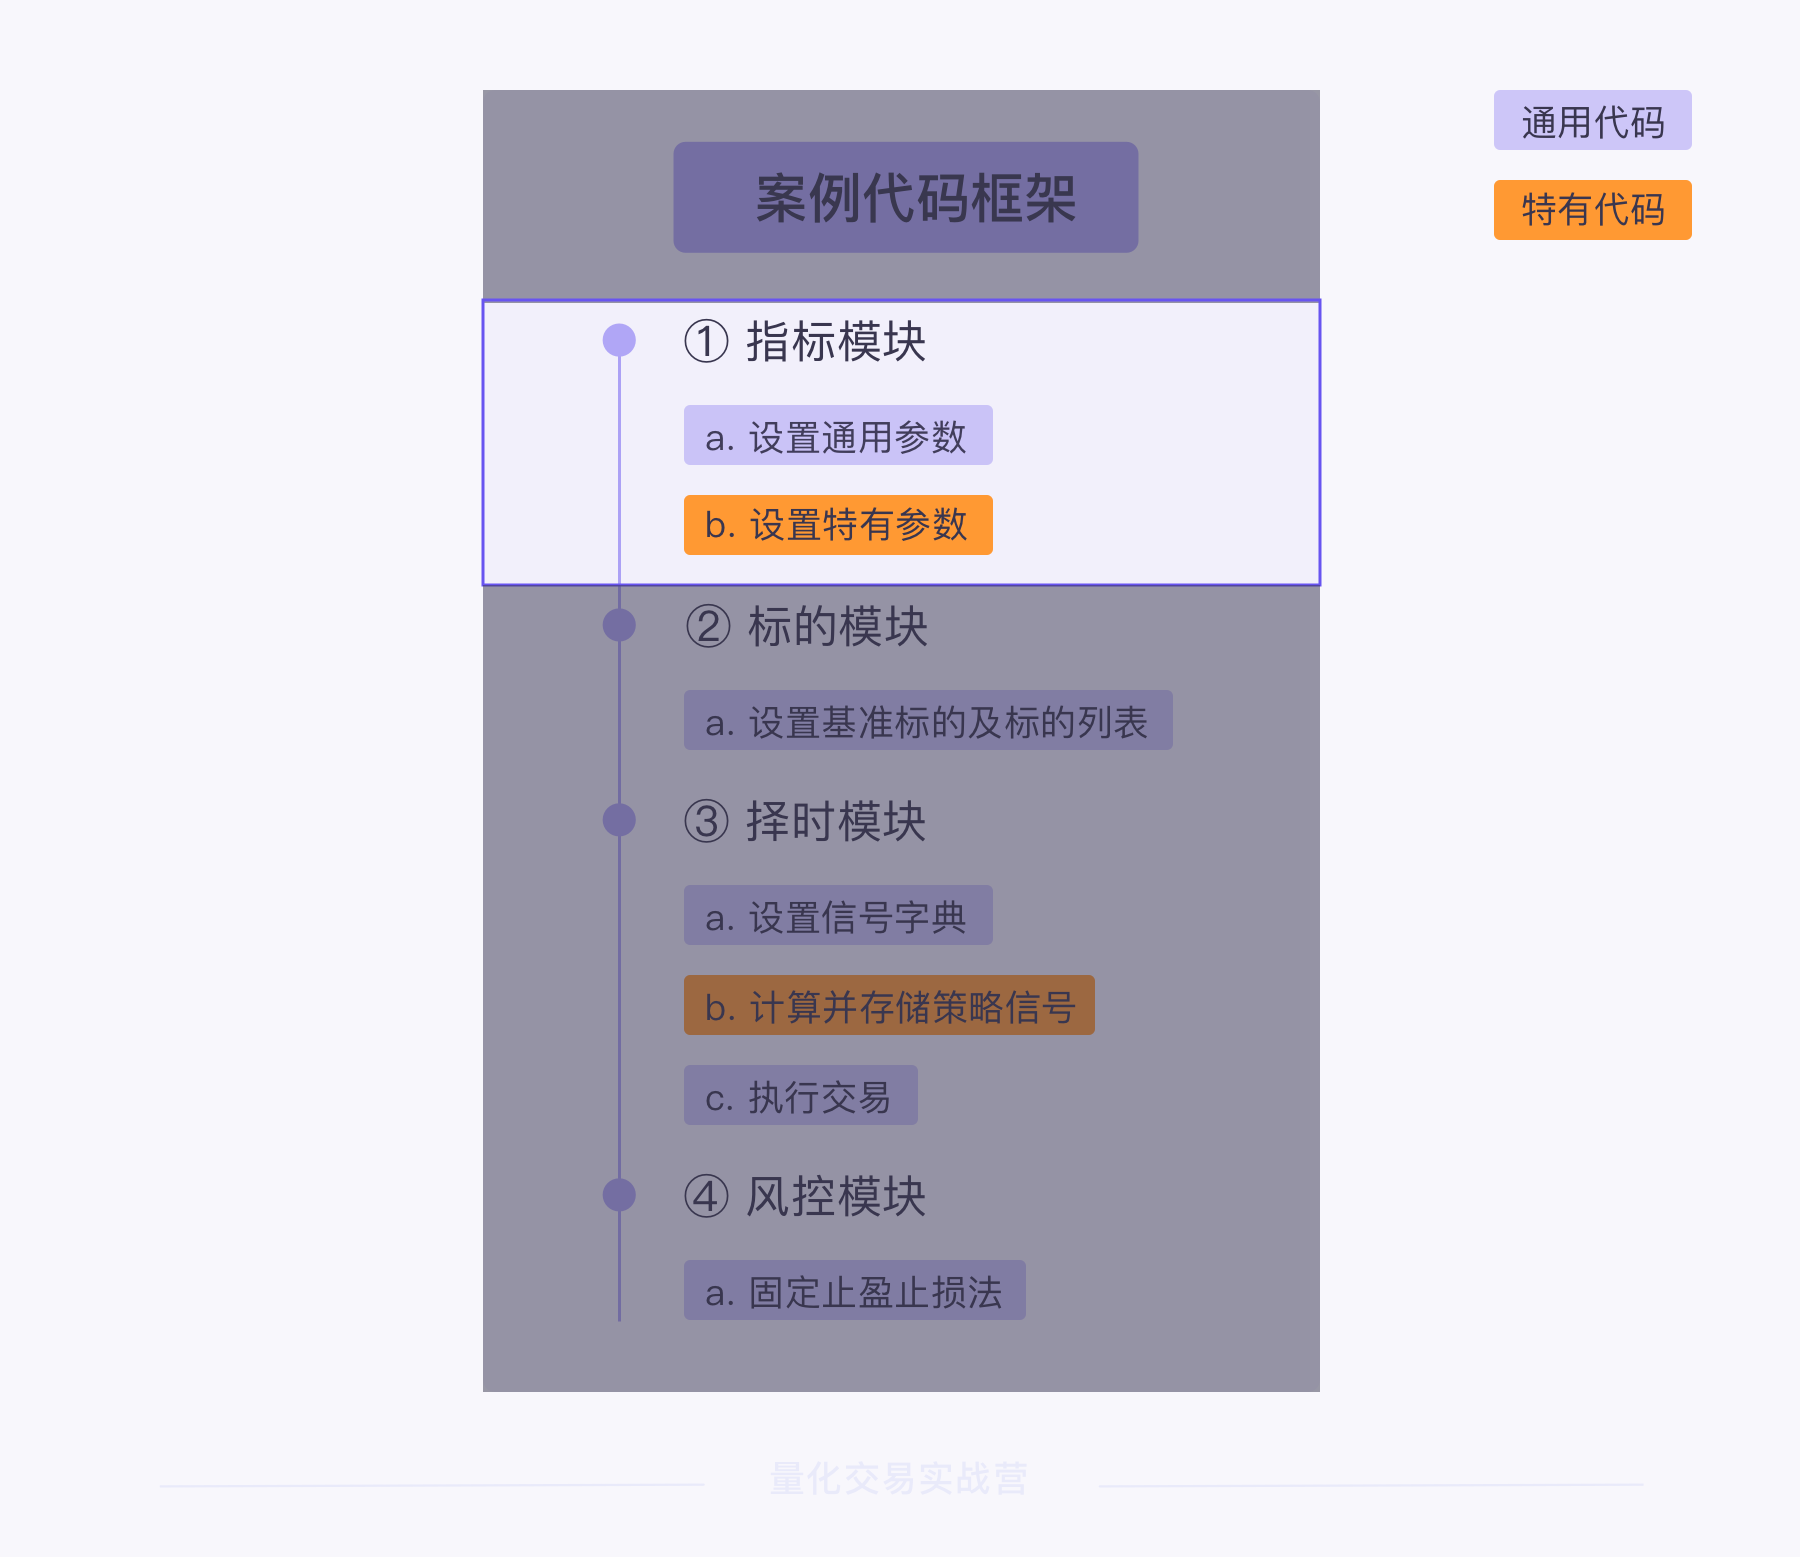 通用代码
特有代码
案例代码框架
① 指标模块
a. 设置通用参数
b. 设置特有参数
② 标的模块
a. 设置基准标的及标的列表
③ 择时模块
a. 设置信号字典
b. 计算并存储策略信号
c. 执行交易
④ 风控模块
a. 固定止盈止损法
量化交易实战营